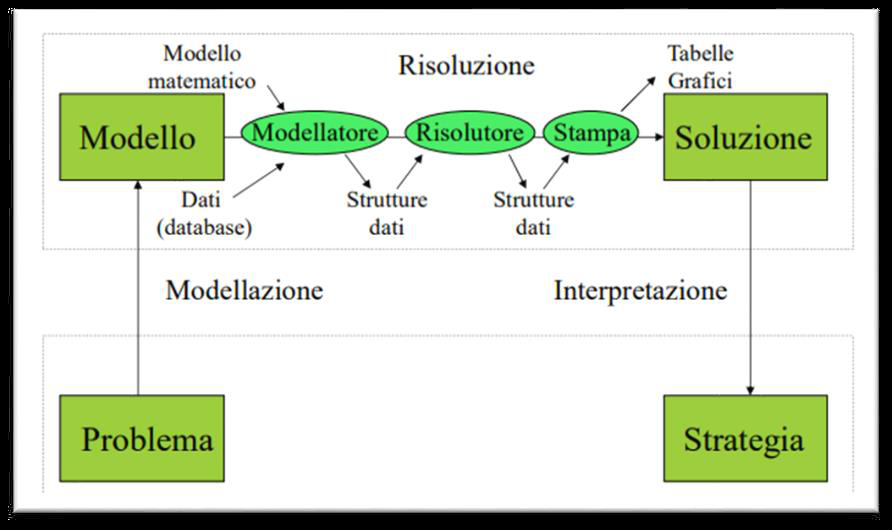 Modello
matematico
Risoluzione
Tabelle
Grafici
Modello
Modellatore
Risolutore
Stampa
Soluzione
Dati
(database)
Strutture
dati
Strutture
dati
Modellazione
Interpretazione
Problema
Strategia